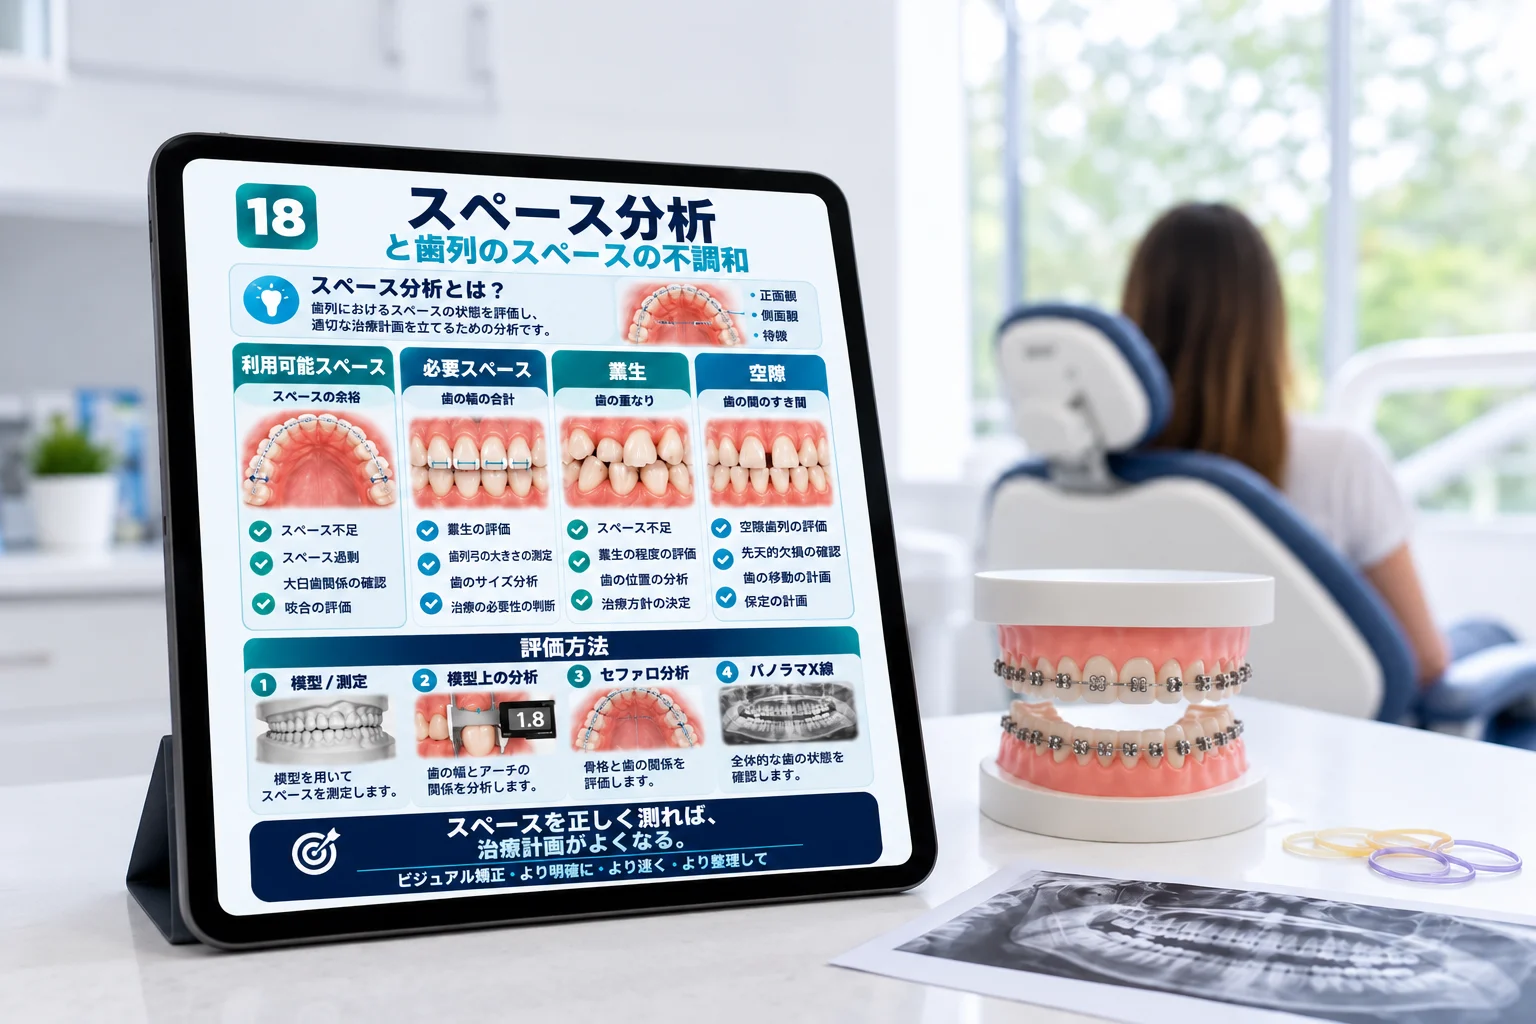 18
スペース分析
と歯列のスペースの不調和
スペース分析とは？
歯列におけるスペースの状態を評価し、
適切な治療計画を立てるための分析です。
・正面観
・側面観
利用可能スペース
スペースの余格
スペース不足
スペース過剰
大臼歯関係の確認
咬合の評価
必要スペース
歯の幅の合計
叢生の評価
歯列弓の大きさの測定
歯のサイズ分析
治療の必要性の判断
叢生
歯の重なり
スペース不足
叢生の程度の評価
歯の位置の分析
治療方針の決定
空隙
歯の間のすき間
空隙歯列の評価
先天的欠損の確認
歯の移動の計画
保定の計画
評価方法
1 模型 / 測定
模型を用いて
スペースを測定します。
2 模型上の分析
1.8
歯の幅とアーチの
関係を分析します。
3 セファロ分析
骨格と歯の関係を
評価します。
4 パノラマX線
全体的な歯の状態を
確認します。
スペースを正しく測れば、
治療計画がよくなる。
ビジュアル矯正・より明確に・より速く・より整理して